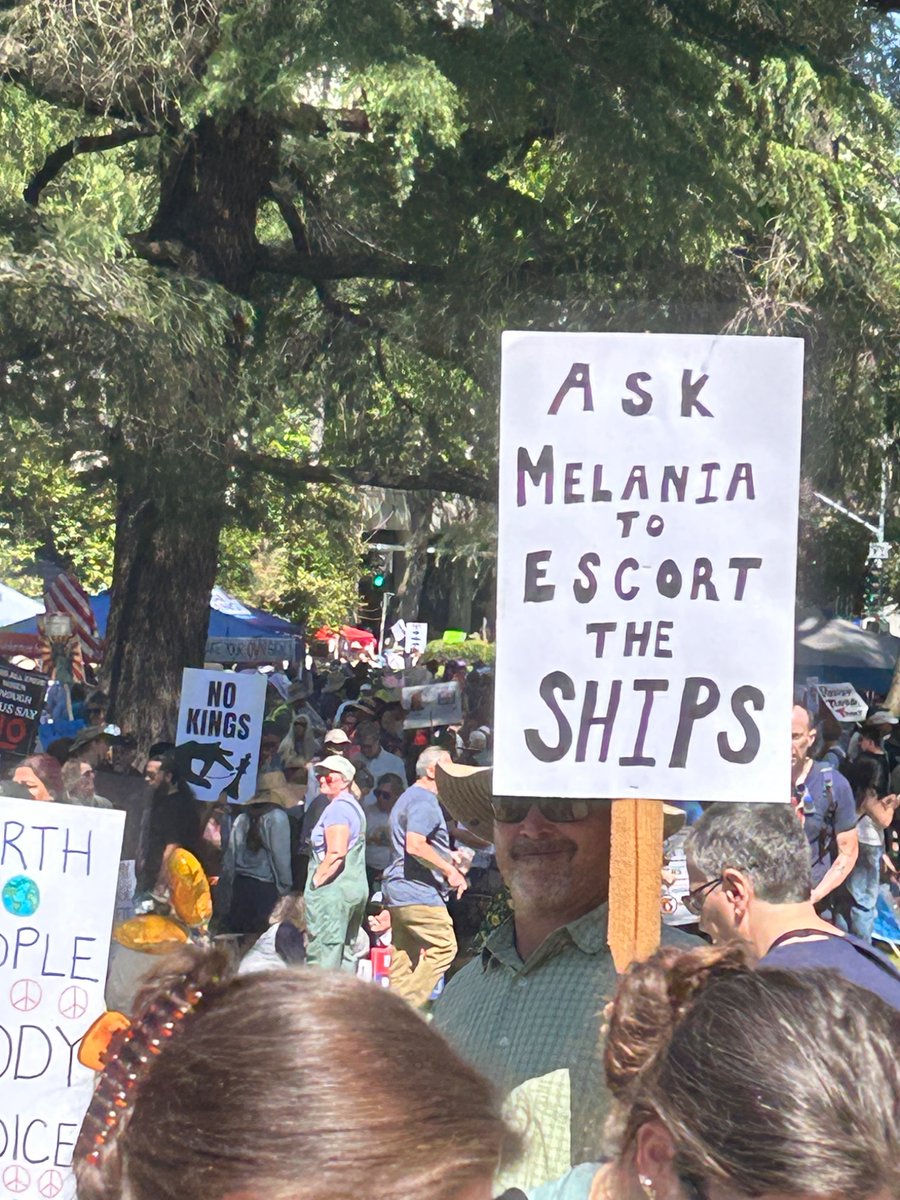 ASK
MELANIA
TO
ESCORT
THE
SHIPS
NO
KINGS
RTH
OPLE
ODY
OICE